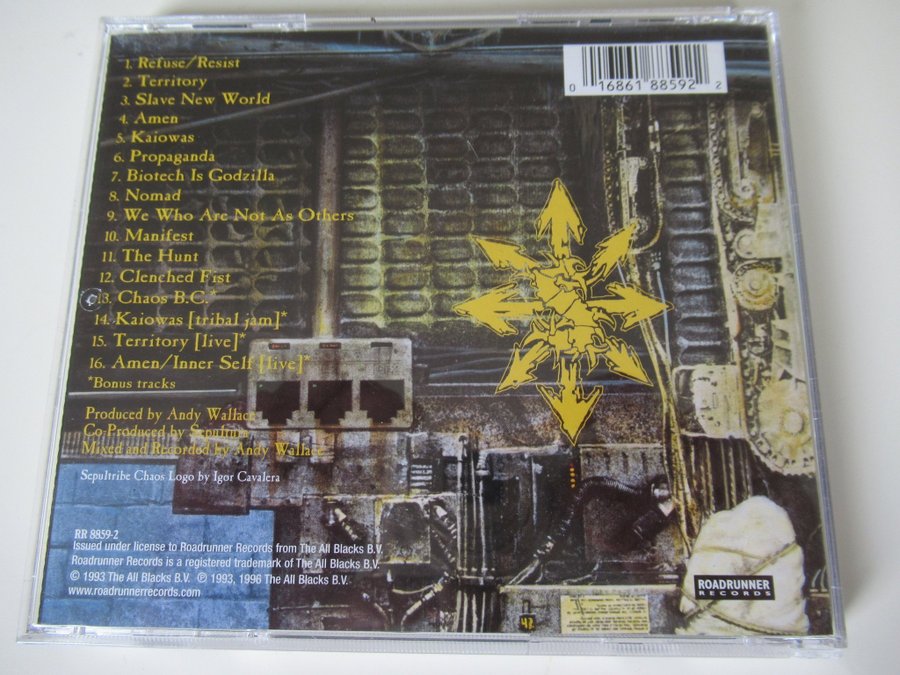 1. Refuse/Resist
2. Territory
3. Slave New World
4. Amen
5. Kaiowas
6. Propaganda
7. Biotech Is Godzilla
8. Nomad
9. We Who Are Not As Others
10. Manifest
11. The Hunt
12. Clenched Fist
13. Chaos B.C.*
14. Kaiowas [tribal jam]*
15. Territory [live]*
16. Amen/Inner Self [live]*
*Bonus tracks
Produced by Andy Wallace
Co-Produced by Sepultura
Mixed and Recorded by Andy Wallace
Sepultribe Chaos Logo by Igor Cavalera
RR 8859-2
Issued under license to Roadrunner Records from The All Blacks B.V.
Roadrunner Records is a registered trademark of The All Blacks B.V.
© 1993 The All Blacks B.V. ℗ 1993, 1996 The All Blacks B.V.
www.roadrunnerrecords.com
0 16861 88592 2
42
ROADRUNNER
RECORDS